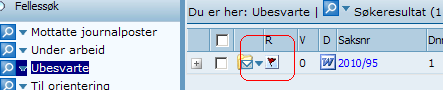 Fellessøk
Mottatte journalposter
Under arbeid
Ubesvarte
Til orientering
Du er her: Ubesvarte > Søkeresultat (1
R V D Saksnr Dnr
0 W 2010/95 1